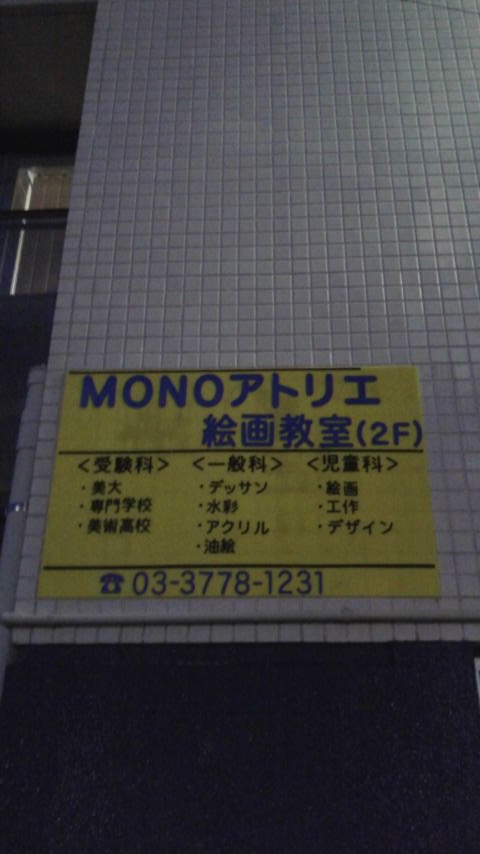 MONOアトリエ
絵画教室(2F)
<受験科> <一般科> <児童科>
・美大 ・デッサン ・絵画
・専門学校 ・水彩 ・工作
・美術高校 ・アクリル ・デザイン
・油絵
☎ 03-3778-1231